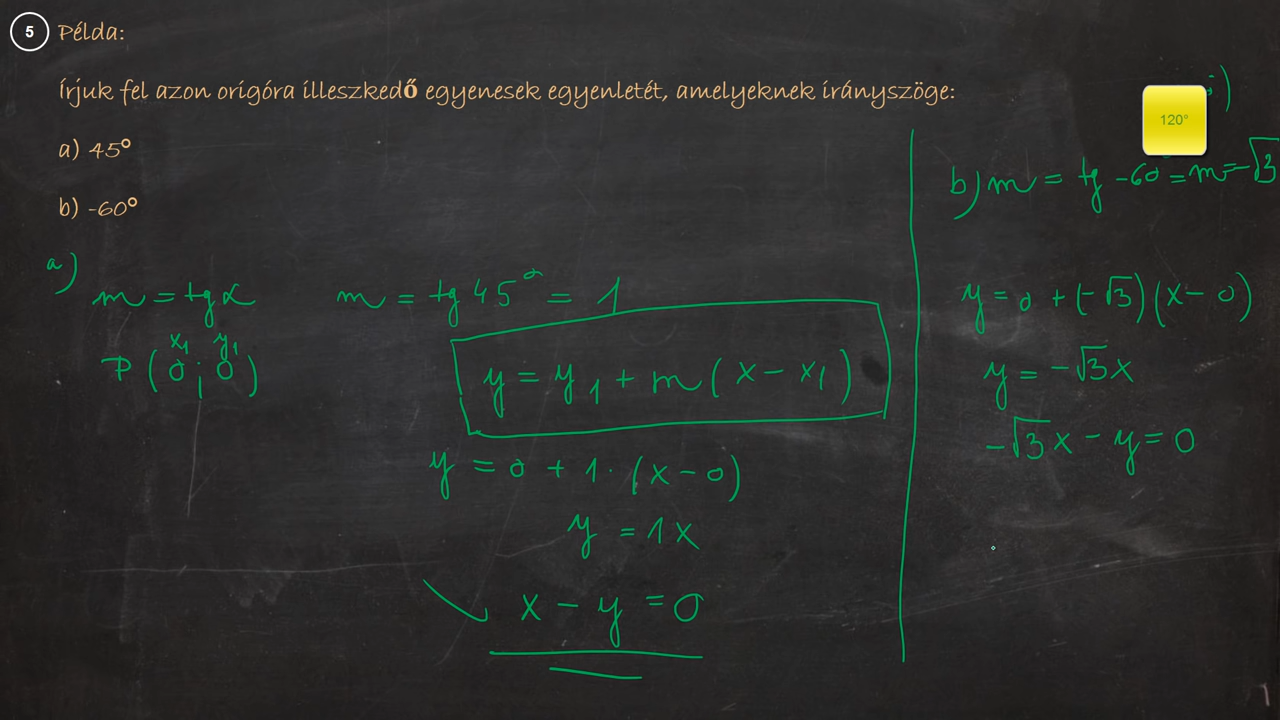 5 Példa:
Írjuk fel azon origóra illeszkedő egyenesek egyenletét, amelyeknek irányszöge:
a) 45°
b) -60°
a)
m = tg α
m = tg 45° = 1
x₁ y₁
P (0; 0)
y = y₁ + m (x - x₁)
y = 0 + 1 · (x - 0)
y = 1x
x - y = 0
120°
b) m = tg -60° = m = -√3
y = 0 + (-√3) (x - 0)
y = -√3x
-√3x - y = 0